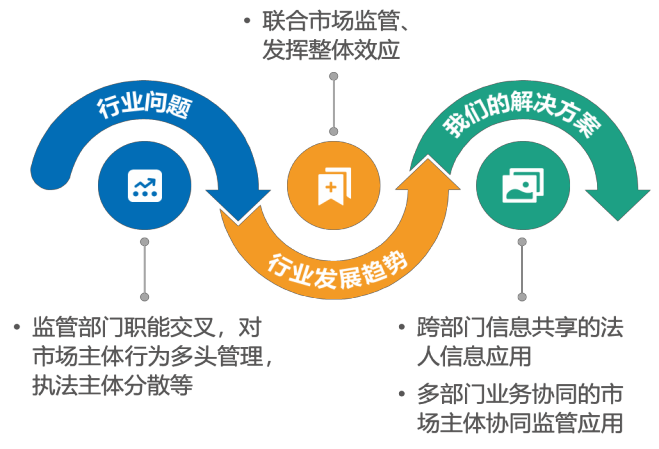 • 联合市场监管、
发挥整体效应
行业问题
我们的解决方案
行业发展趋势
• 监管部门职能交叉，对
市场主体行为多头管理，
执法主体分散等
• 跨部门信息共享的法
人信息应用
• 多部门业务协同的市
场主体协同监管应用